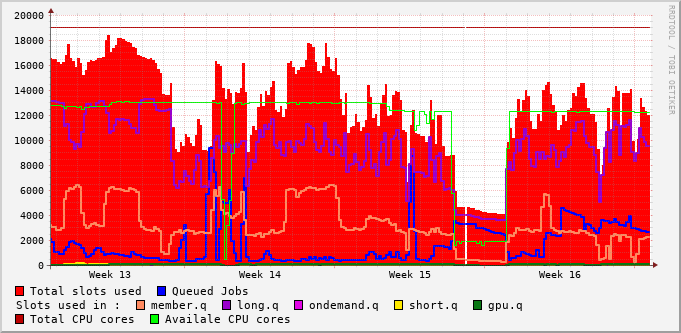 20000
18000
16000
14000
12000
10000
8000
6000
4000
2000
0
Week 13 Week 14 Week 15 Week 16
Total slots used Queued Jobs
Slots used in : member.q long.q ondemand.q short.q gpu.q
Total CPU cores Availale CPU cores
RRDTOOL / TOBI OETIKER